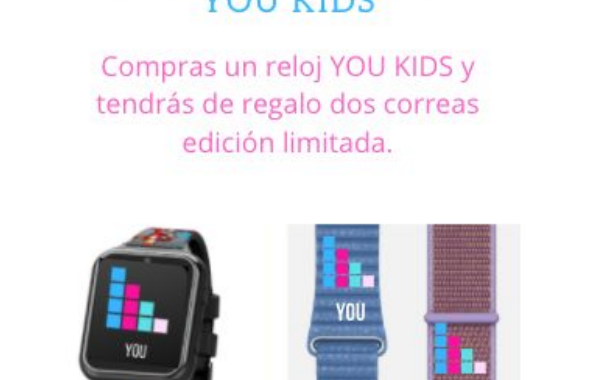 YOU KIDS
Compras un reloj YOU KIDS y
tendrás de regalo dos correas
edición limitada.
YOU
YOU